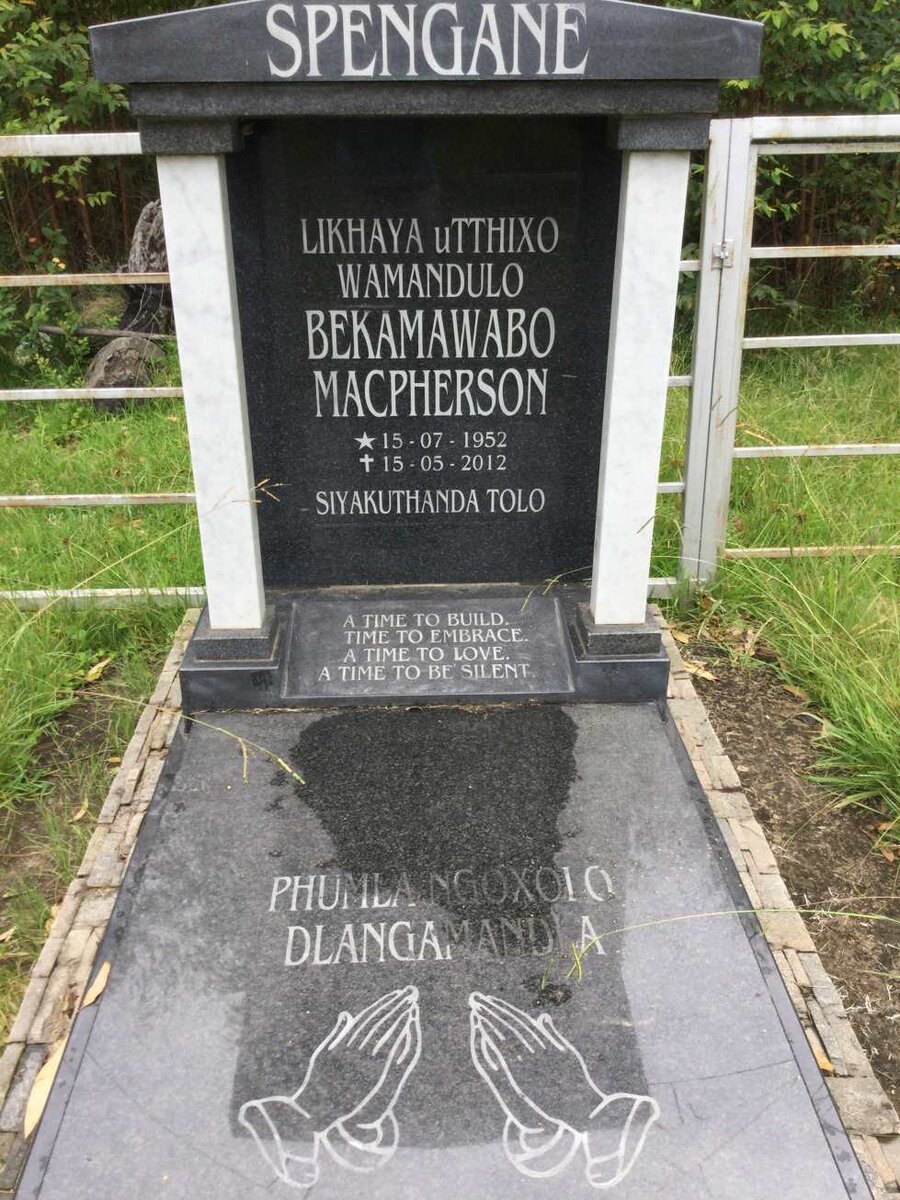 SPENGANE
LIKHAYA uTTHIXO
WAMANDULO
BEKAMAWABO
MACPHERSON
★ 15 - 07 - 1952
✝ 15 - 05 - 2012
SIYAKUTHANDA TOLO
A TIME TO BUILD.
TIME TO EMBRACE.
A TIME TO LOVE.
A TIME TO BE SILENT.
PHUMLA NGOXOLO
DLANGAMANDLA